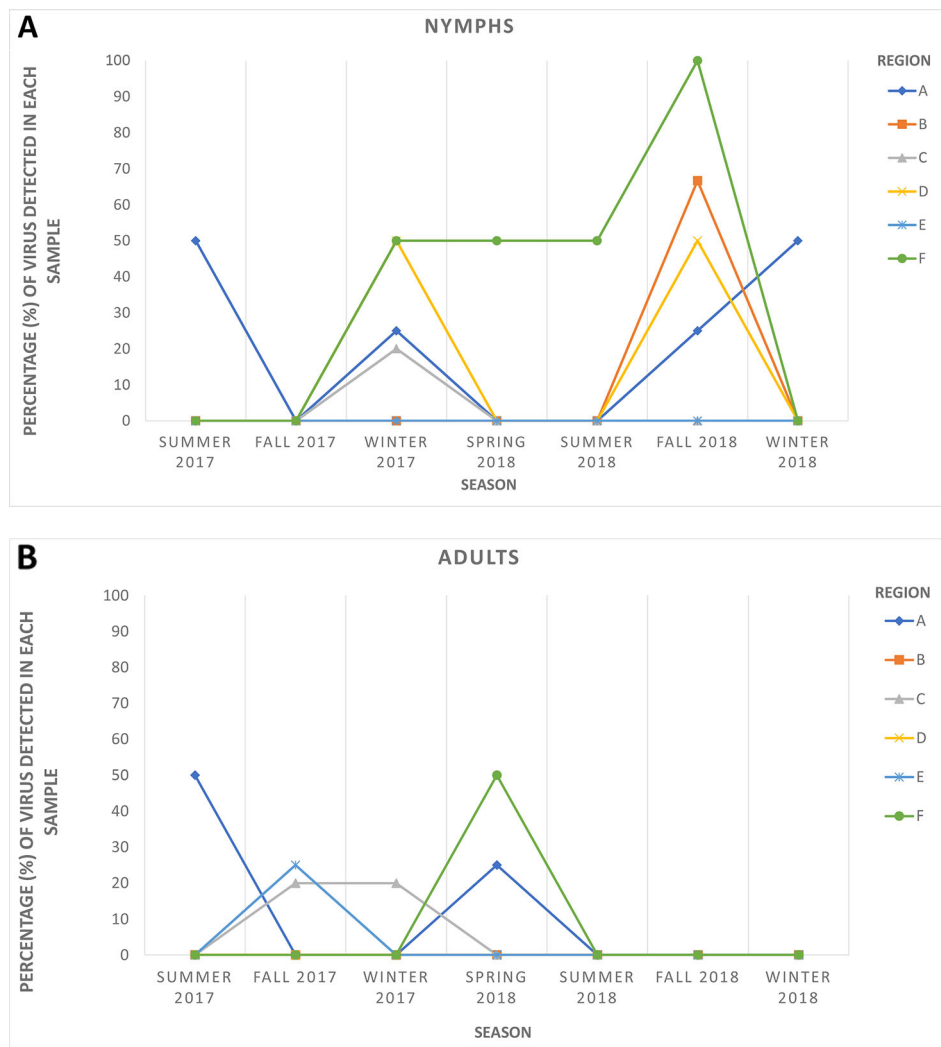 A
NYMPHS
PERCENTAGE (%) OF VIRUS DETECTED IN EACH
SAMPLE
100
90
80
70
60
50
40
30
20
10
0
SUMMER
2017
FALL 2017
WINTER
2017
SPRING
2018
SUMMER
2018
FALL 2018
WINTER
2018
SEASON
REGION
A
B
C
D
E
F
B
ADULTS
PERCENTAGE (%) OF VIRUS DETECTED IN EACH
SAMPLE
100
90
80
70
60
50
40
30
20
10
0
SUMMER
2017
FALL 2017
WINTER
2017
SPRING
2018
SUMMER
2018
FALL 2018
WINTER
2018
SEASON
REGION
A
B
C
D
E
F